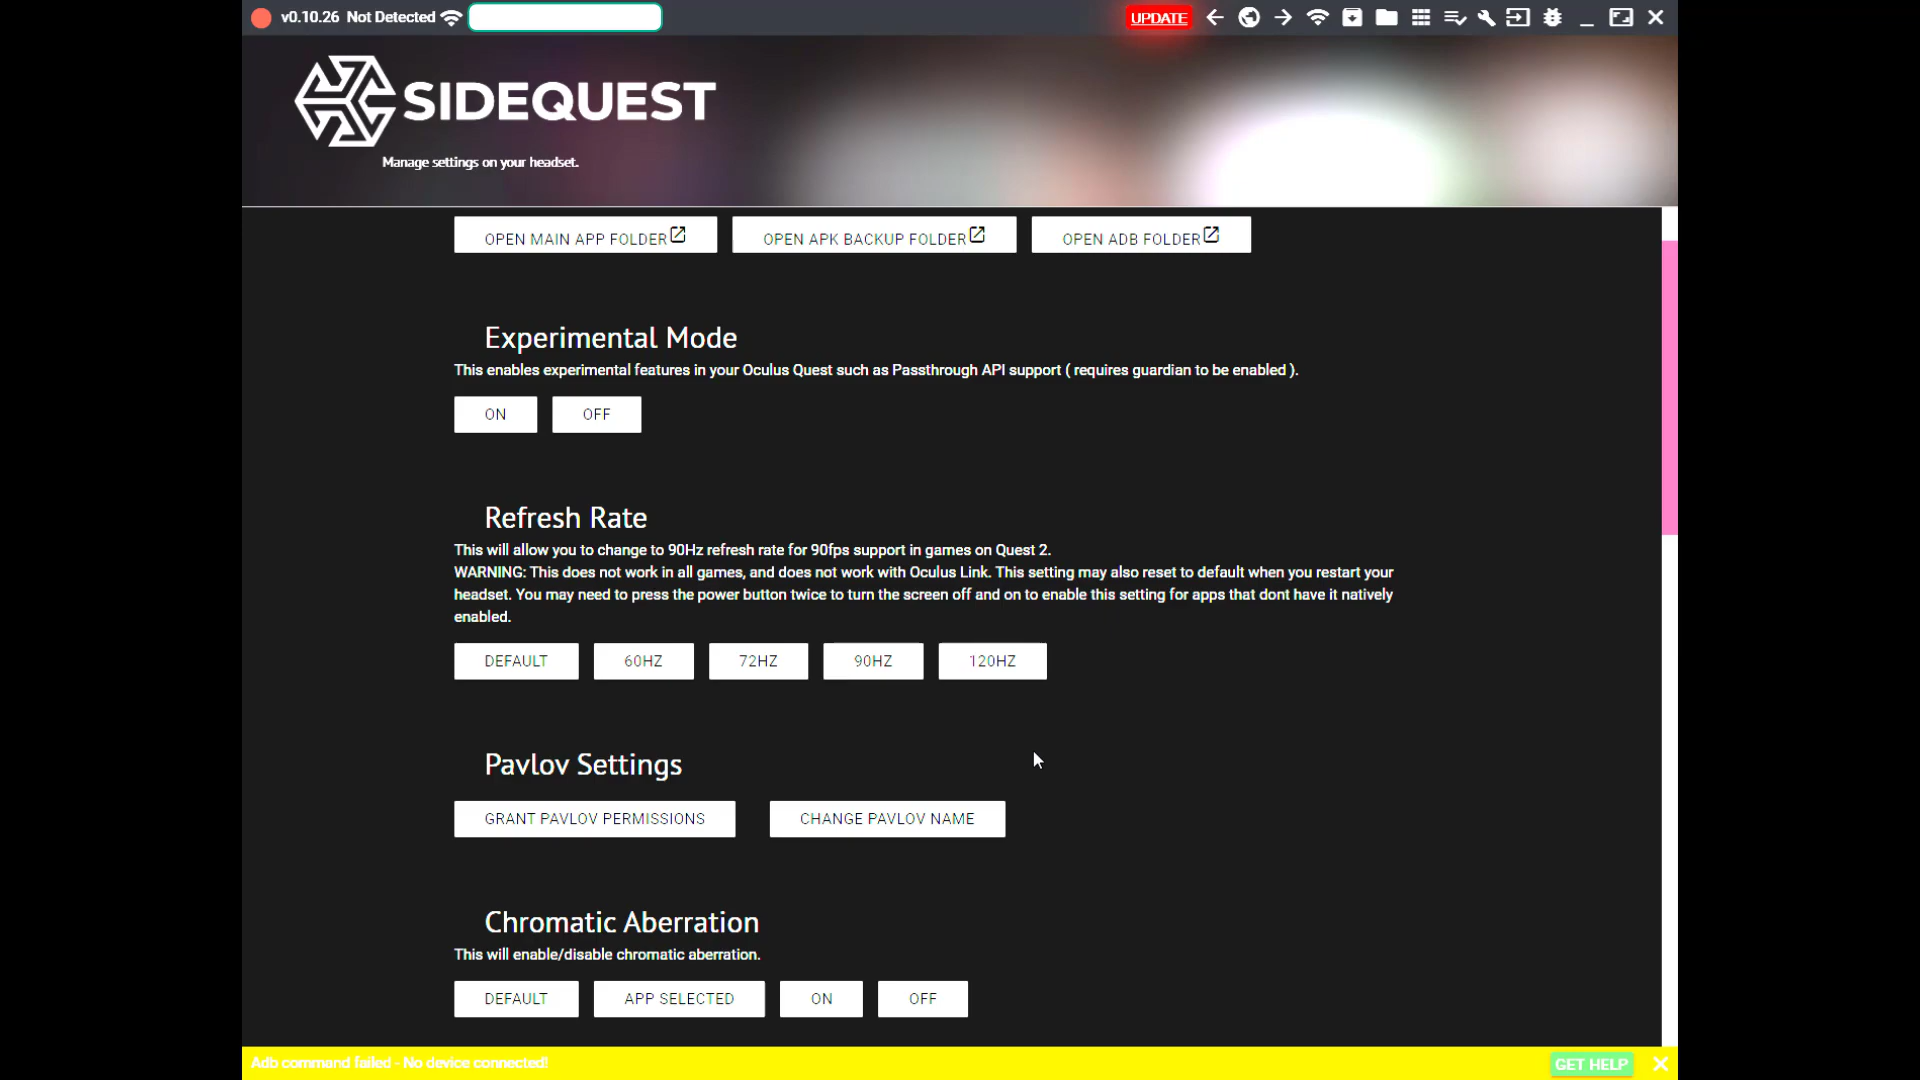 v0.10.26 Not Detected
UPDATE
SIDEQUEST
Manage settings on your headset.
OPEN MAIN APP FOLDER
OPEN APK BACKUP FOLDER
OPEN ADB FOLDER
Experimental Mode
This enables experimental features in your Oculus Quest such as Passthrough API support ( requires guardian to be enabled ).
ON
OFF
Refresh Rate
This will allow you to change to 90Hz refresh rate for 90fps support in games on Quest 2.
WARNING: This does not work in all games, and does not work with Oculus Link. This setting may also reset to default when you restart your
headset. You may need to press the power button twice to turn the screen off and on to enable this setting for apps that dont have it natively
enabled.
DEFAULT
60HZ
72HZ
90HZ
120HZ
Pavlov Settings
GRANT PAVLOV PERMISSIONS
CHANGE PAVLOV NAME
Chromatic Aberration
This will enable/disable chromatic aberration.
DEFAULT
APP SELECTED
ON
OFF
Adb command failed - No device connected!
GET HELP